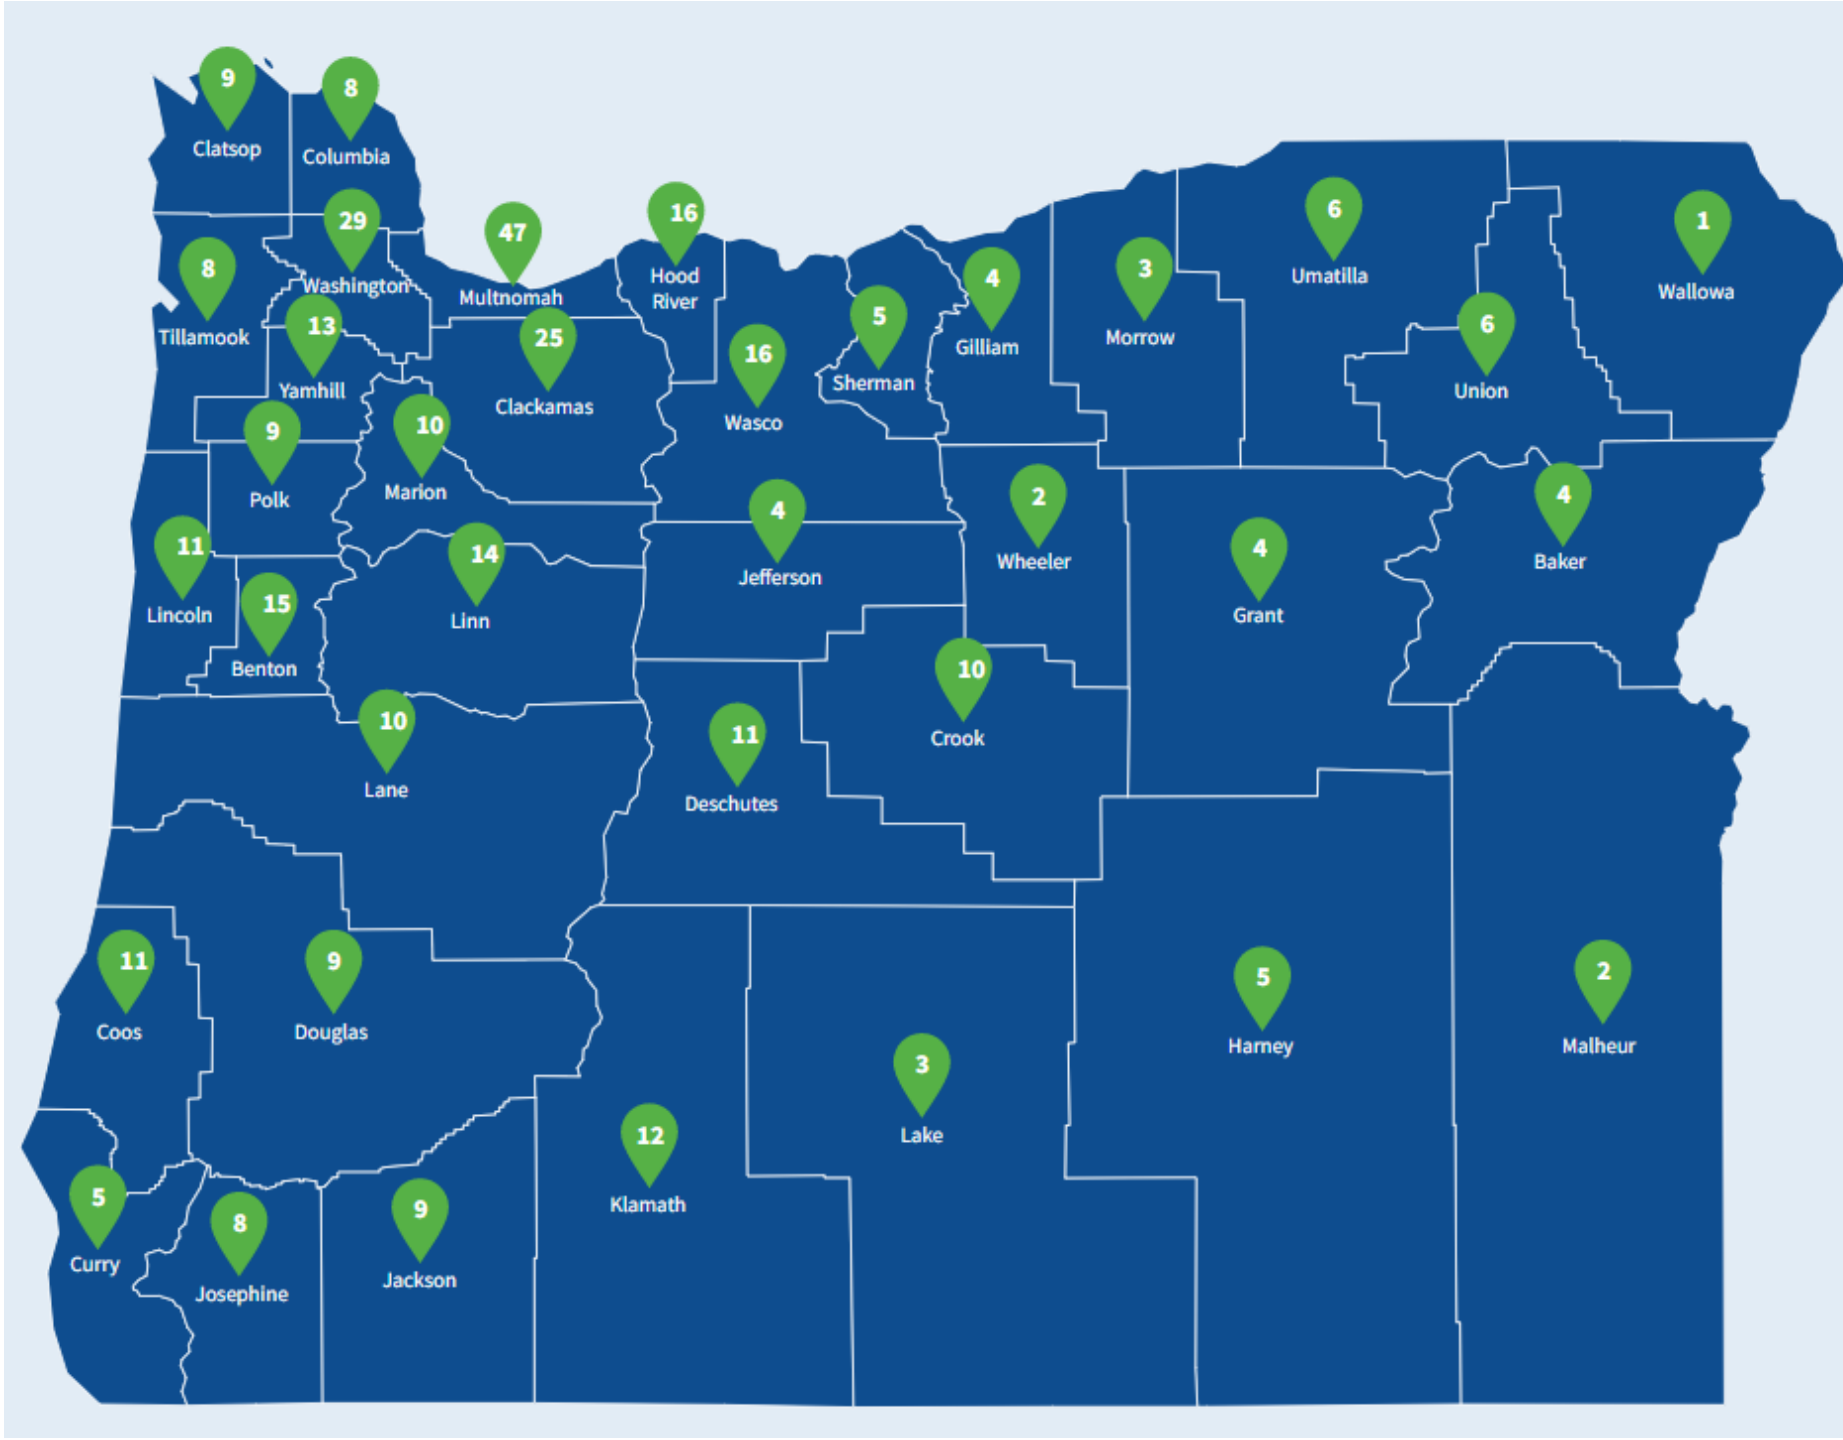 9
Clatsop
8
Columbia
29
Washington
47
Multnomah
16
Hood
River
8
Tillamook
13
Yamhill
25
Clackamas
16
Wasco
5
Sherman
4
Gilliam
3
Morrow
6
Umatilla
6
Union
1
Wallowa
9
Polk
10
Marion
11
Lincoln
15
Benton
14
Linn
4
Jefferson
2
Wheeler
4
Grant
4
Baker
10
Lane
11
Deschutes
10
Crook
11
Coos
9
Douglas
12
Klamath
3
Lake
5
Harney
2
Malheur
5
Curry
8
Josephine
9
Jackson